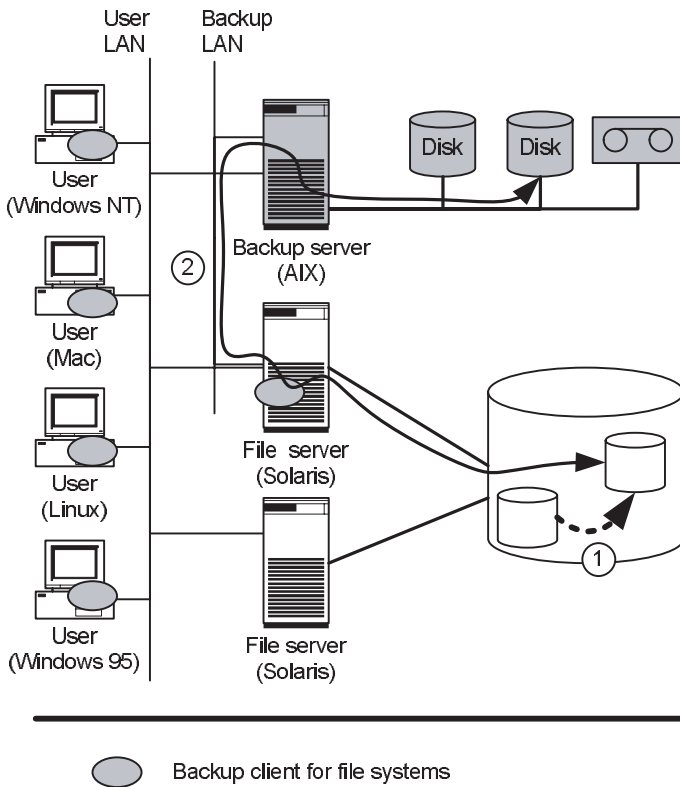 User
LAN
Backup
LAN
User
(Windows NT)
Disk
Disk
Backup server
(AIX)
2
User
(Mac)
File server
(Solaris)
User
(Linux)
1
File server
(Solaris)
User
(Windows 95)
Backup client for file systems